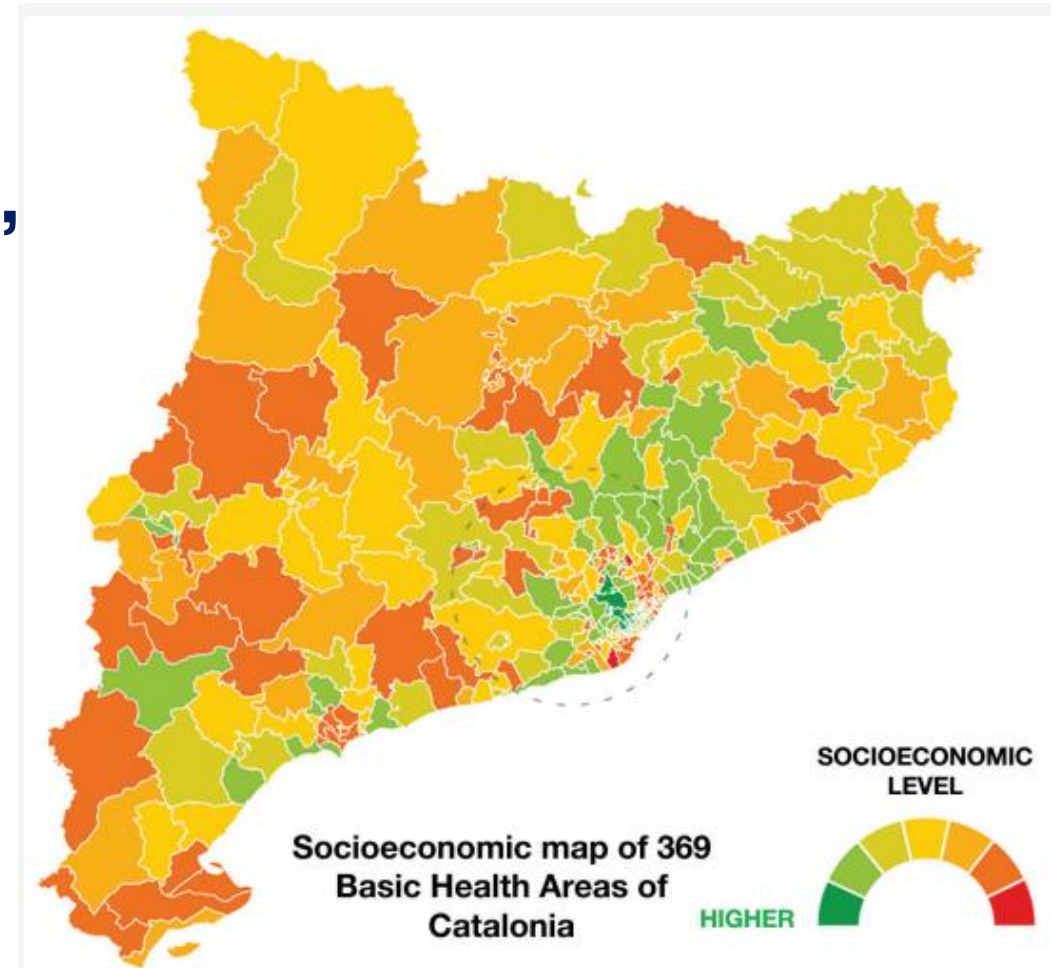 ,
SOCIOECONOMIC
LEVEL
Socioeconomic map of 369
Basic Health Areas of
Catalonia
HIGHER